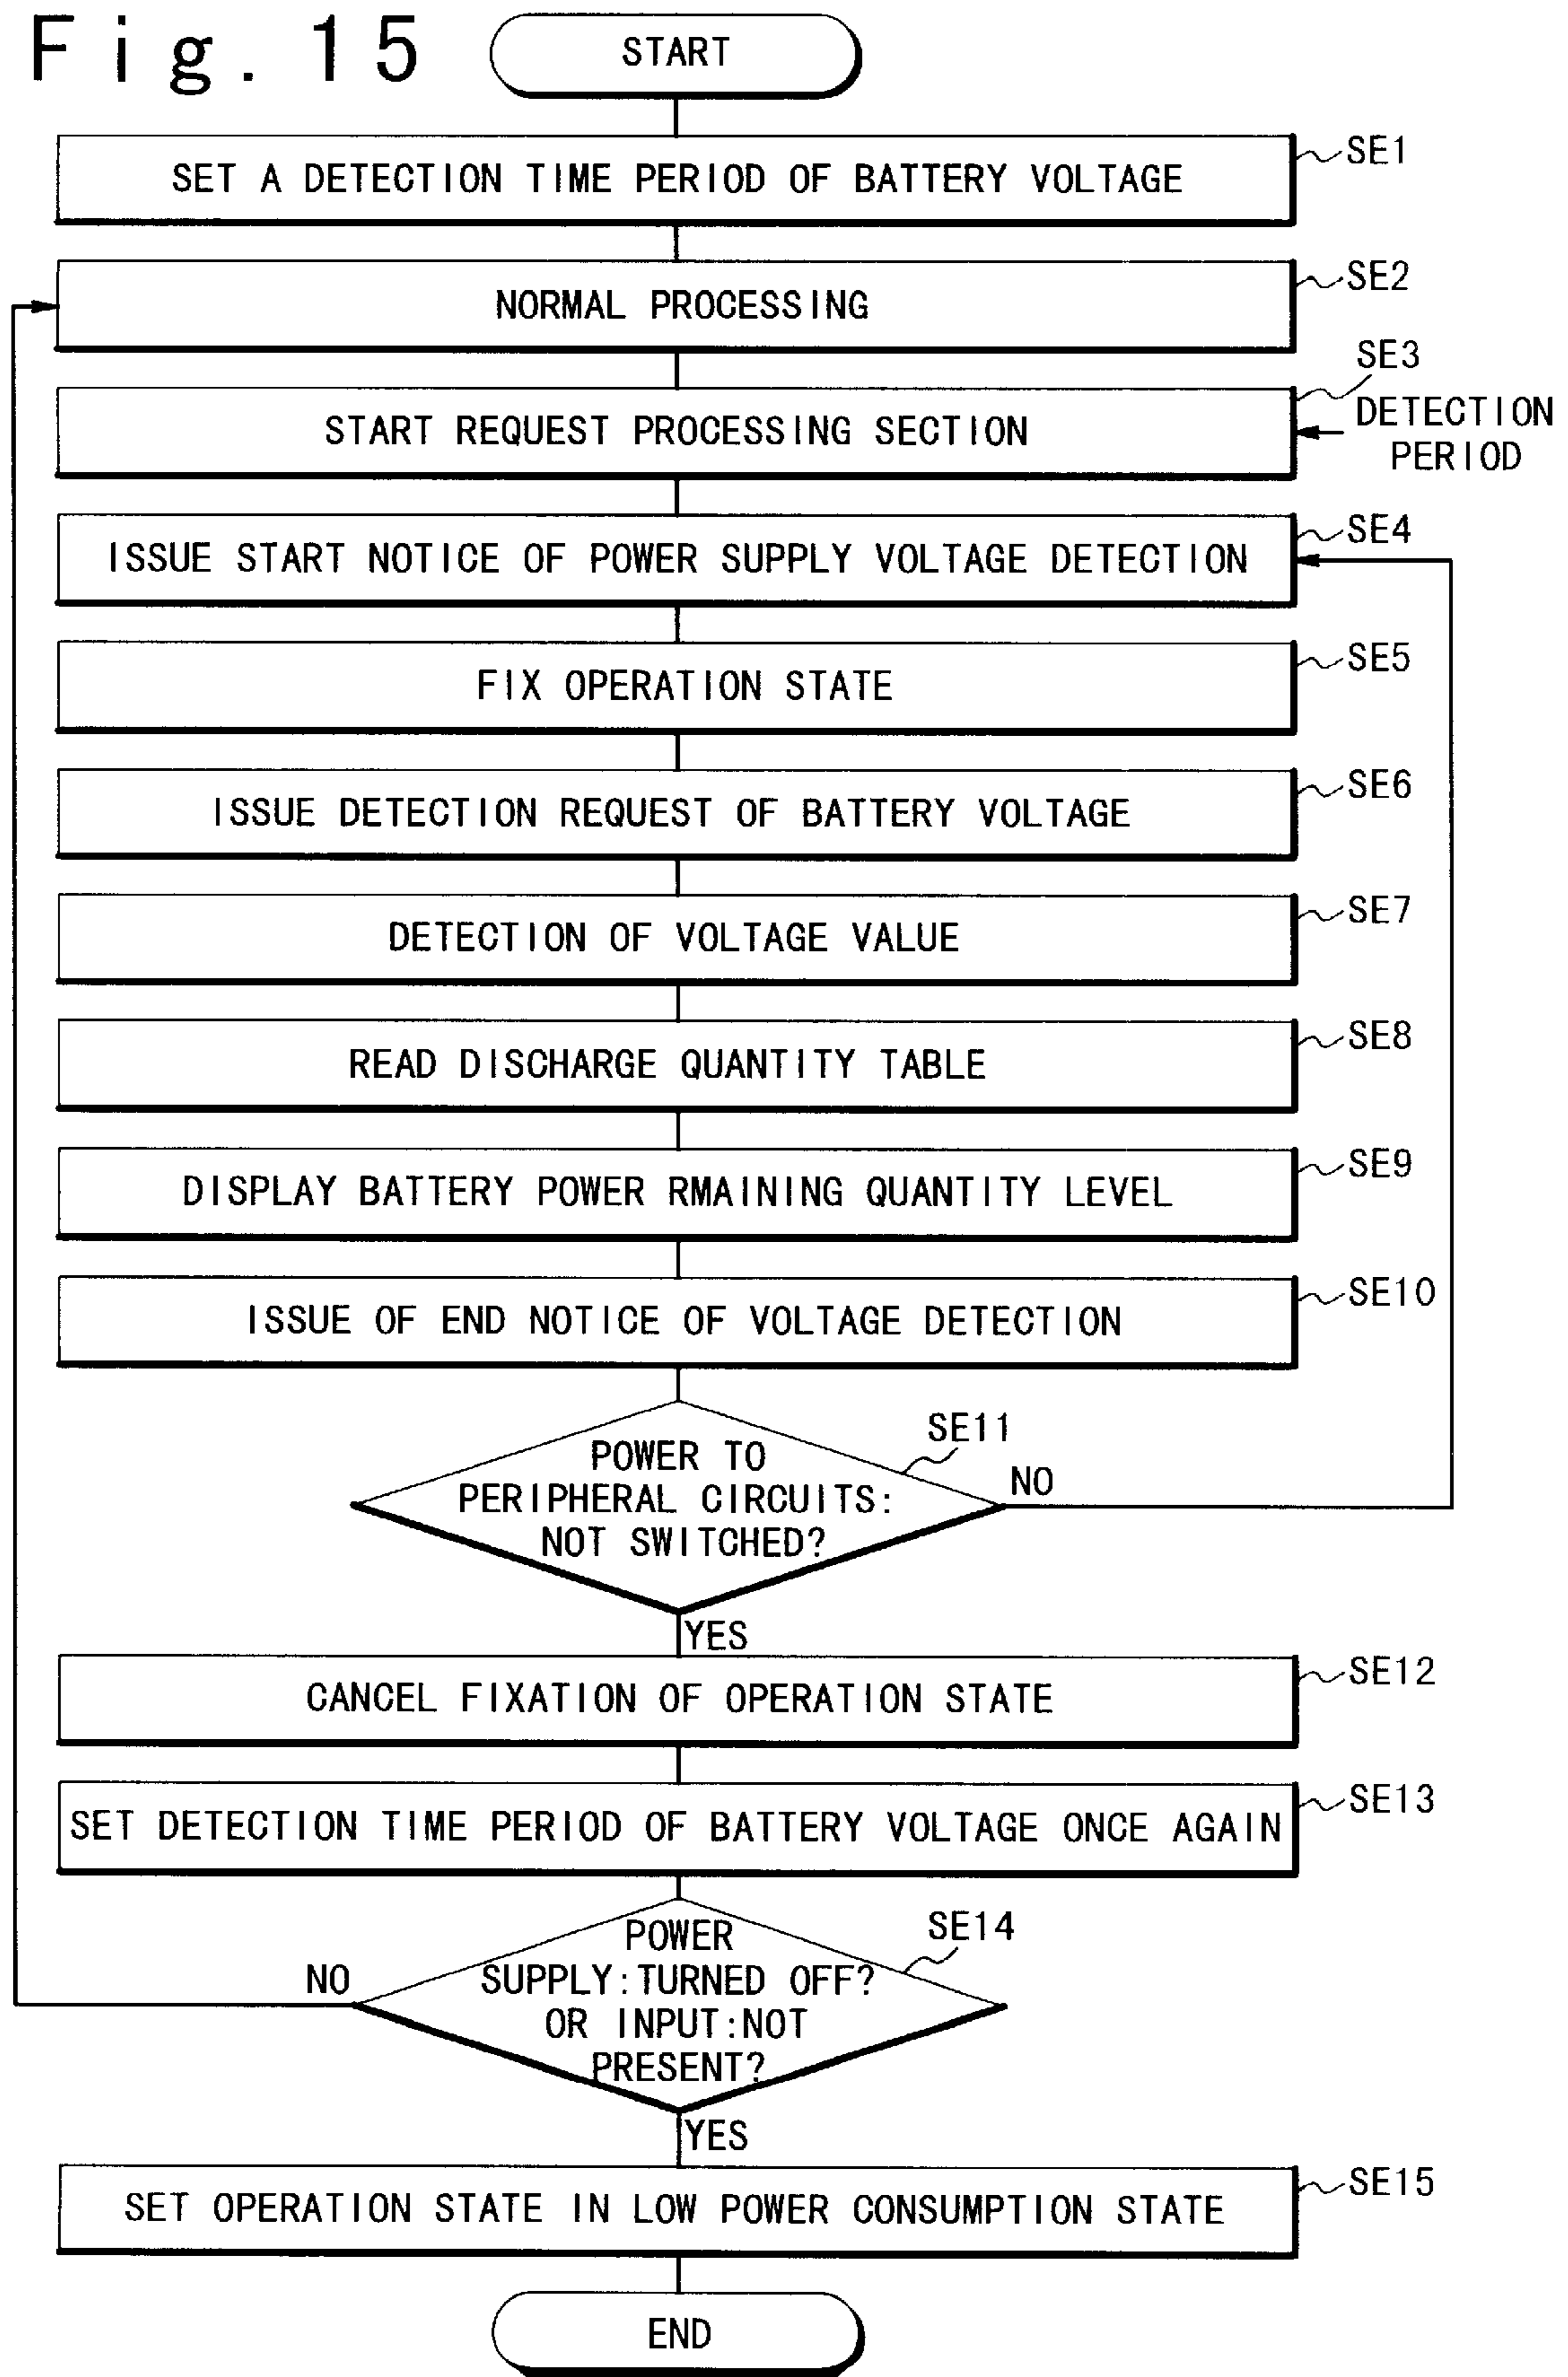 Fig. 15
START
SET A DETECTION TIME PERIOD OF BATTERY VOLTAGE
SE1
NORMAL PROCESSING
SE2
START REQUEST PROCESSING SECTION
SE3
DETECTION
PERIOD
ISSUE START NOTICE OF POWER SUPPLY VOLTAGE DETECTION
SE4
FIX OPERATION STATE
SE5
ISSUE DETECTION REQUEST OF BATTERY VOLTAGE
SE6
DETECTION OF VOLTAGE VALUE
SE7
READ DISCHARGE QUANTITY TABLE
SE8
DISPLAY BATTERY POWER RMAINING QUANTITY LEVEL
SE9
ISSUE OF END NOTICE OF VOLTAGE DETECTION
SE10
POWER TO
PERIPHERAL CIRCUITS:
NOT SWITCHED?
SE11
NO
YES
CANCEL FIXATION OF OPERATION STATE
SE12
SET DETECTION TIME PERIOD OF BATTERY VOLTAGE ONCE AGAIN
SE13
POWER
SUPPLY:TURNED OFF?
OR INPUT:NOT
PRESENT?
SE14
NO
YES
SET OPERATION STATE IN LOW POWER CONSUMPTION STATE
SE15
END